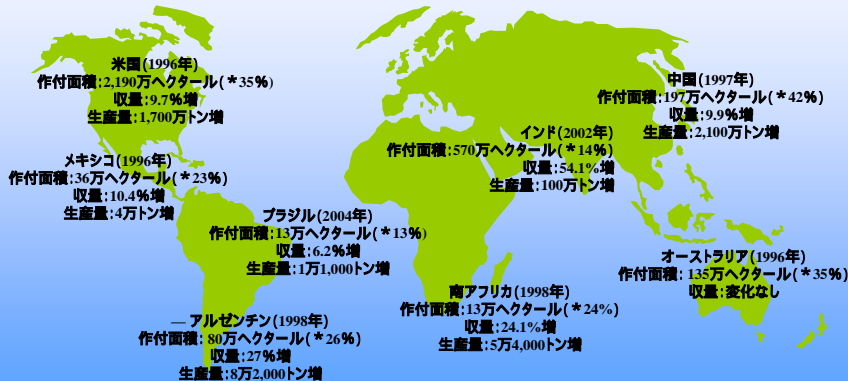 米国(1996年)
作付面積:2,190万ヘクタール(*35%)
収量:9.7%増
生産量:1,700万トン増
中国(1997年)
作付面積:197万ヘクタール(*42%)
収量:9.9%増
生産量:2,100万トン増
インド(2002年)
作付面積:570万ヘクタール(*14%)
収量:54.1%増
生産量:100万トン増
メキシコ(1996年)
作付面積:36万ヘクタール(*23%)
収量:10.4%増
生産量:4万トン増
ブラジル(2004年)
作付面積:13万ヘクタール(*13%)
収量:6.2%増
生産量:1万1,000トン増
オーストラリア(1996年)
作付面積: 135万ヘクタール(*35%)
収量:変化なし
南アフリカ(1998年)
作付面積:13万ヘクタール(*24%)
収量:24.1%増
生産量:5万4,000トン増
— アルゼンチン(1998年)
作付面積: 80万ヘクタール(*26%)
収量:27%増
生産量:8万2,000トン増